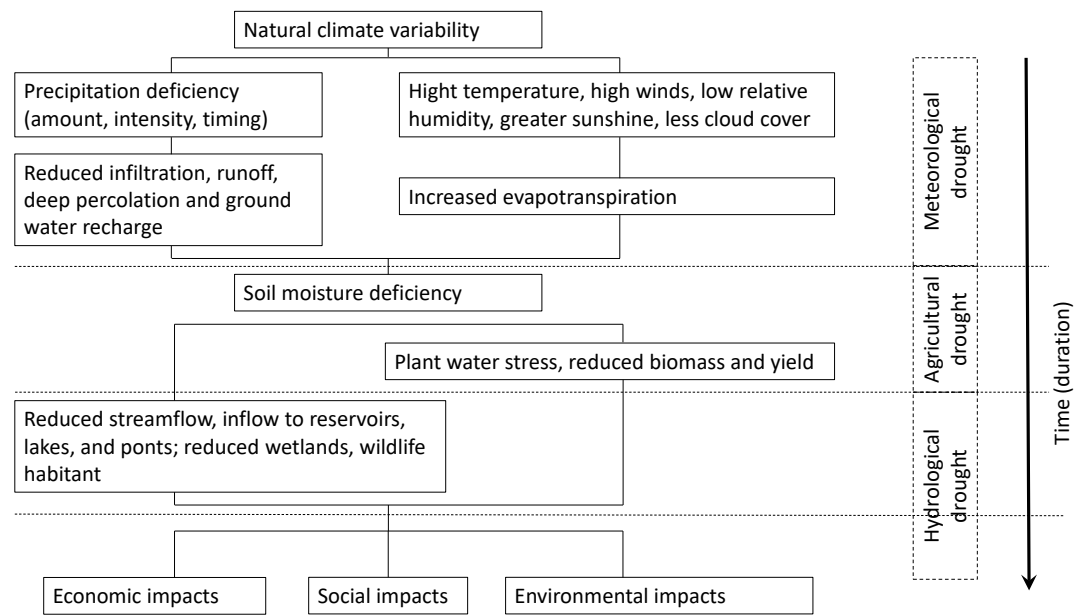 Natural climate variability
Precipitation deficiency
(amount, intensity, timing)
Hight temperature, high winds, low relative
humidity, greater sunshine, less cloud cover
Reduced infiltration, runoff,
deep percolation and ground
water recharge
Increased evapotranspiration
Meteorological
drought
Soil moisture deficiency
Plant water stress, reduced biomass and yield
Agricultural
drought
Reduced streamflow, inflow to reservoirs,
lakes, and ponts; reduced wetlands, wildlife
habitant
Hydrological
drought
Time (duration)
Economic impacts
Social impacts
Environmental impacts